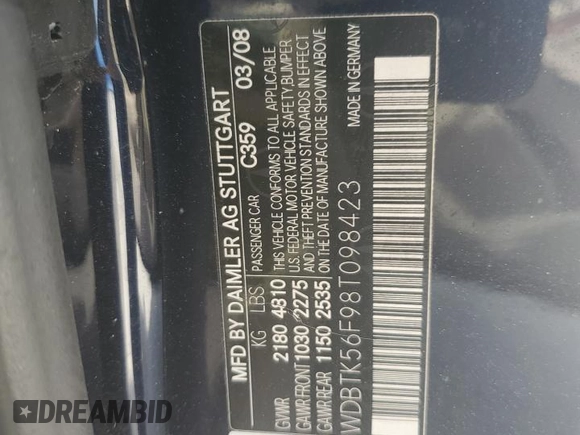 MFD BY DAIMLER AG STUTTGART
C359 03/08
KG LBS PASSENGER CAR
GVWR 2180 4810
GAWR FRONT 1030 2275
GAWR REAR 1150 2535
THIS VEHICLE CONFORMS TO ALL APPLICABLE
U.S. FEDERAL MOTOR VEHICLE SAFETY, BUMPER
AND THEFT PREVENTION STANDARDS IN EFFECT
ON THE DATE OF MANUFACTURE SHOWN ABOVE
WDBTK56F98T098423
MADE IN GERMANY
RAWDBID